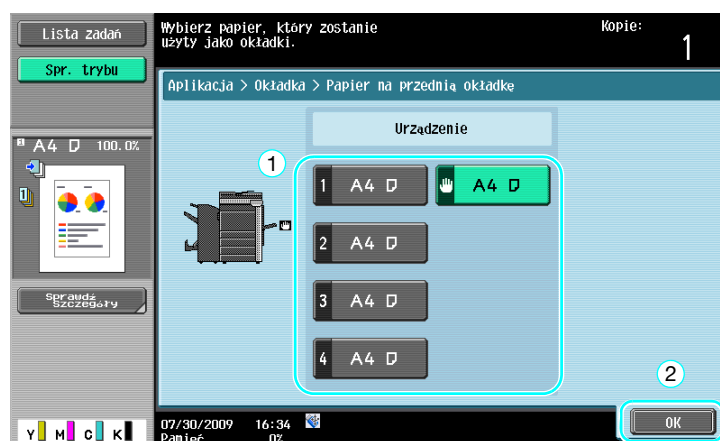 Lista zadań
Spr. trybu
Wybierz papier, który zostanie
użyty jako okładki.
Kopie:
1
Aplikacja > Okładka > Papier na przednią okładkę
A4 100.0%
Urządzenie
1
1 A4
A4
2 A4
3 A4
4 A4
Sprawdź
Szczegóły
2
OK
Y M C K
07/30/2009 16:34
Pamięć 0%